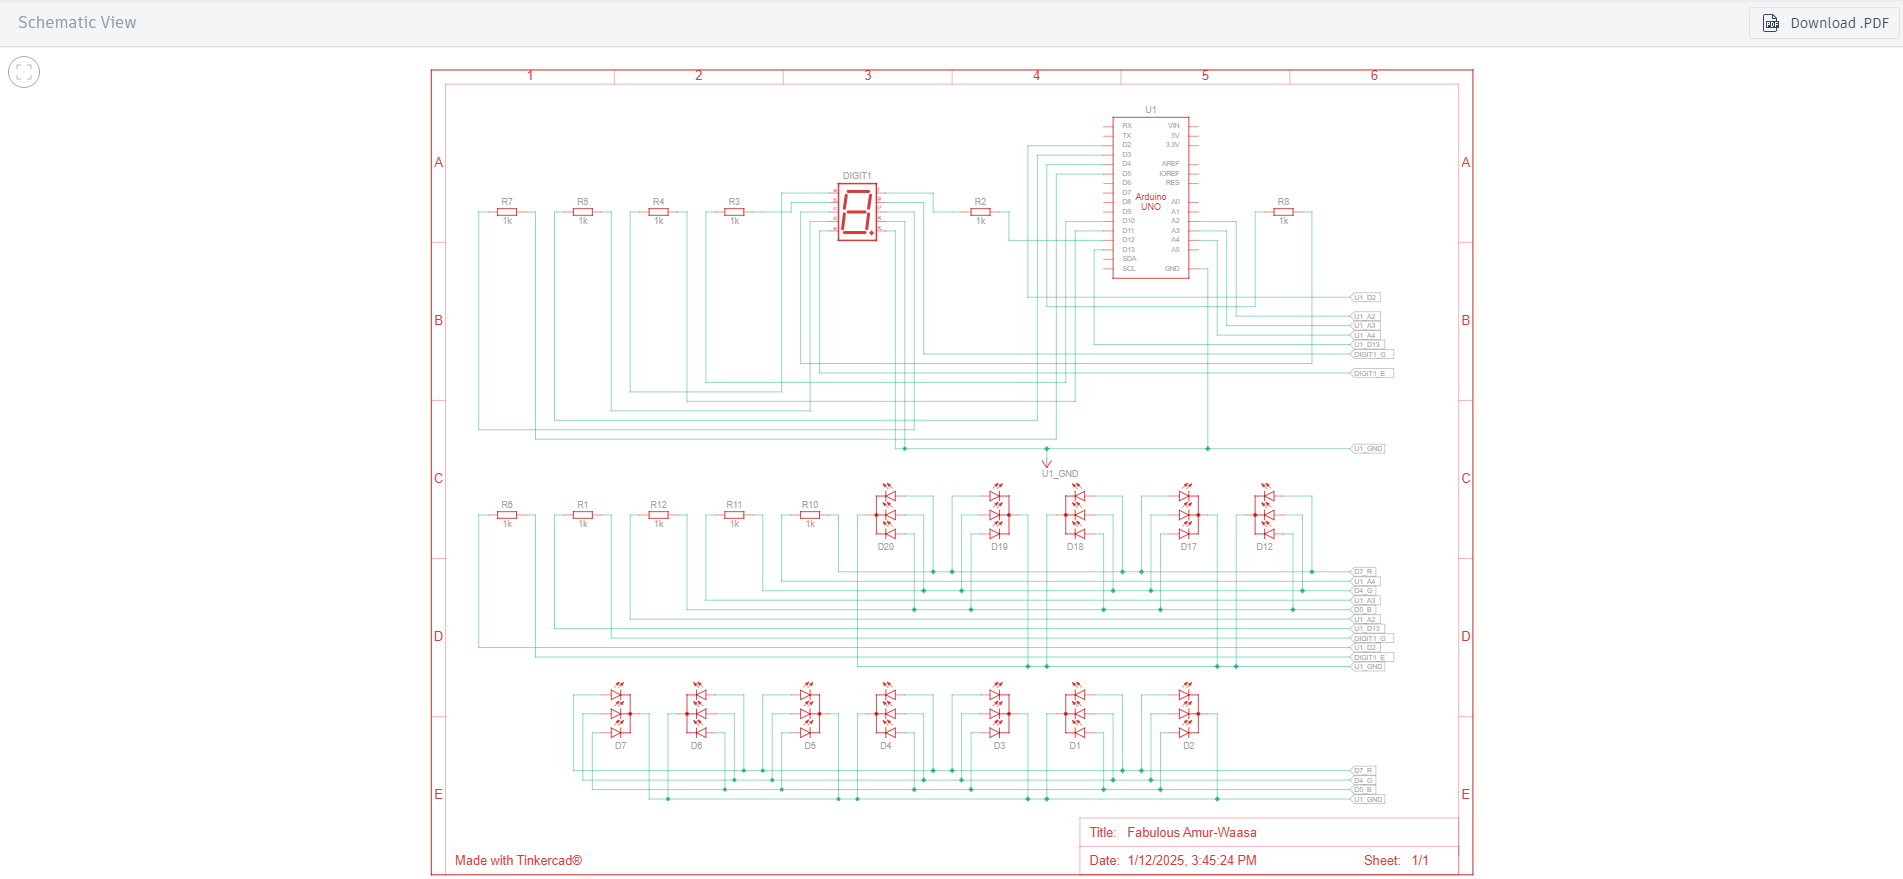 Schematic View
Download .PDF
1 2 3 4 5 6
U1
RX VIN
TX 5V
D2 3.3V
D3
A D4 AREF A
D5 IOREF
DIGIT1
D6 RES
D7
Arduino
UNO
R7 R5 R4 R3 R2 D8 A0 R8
D9 A1
1k 1k 1k 1k 1k D10 A2 1k
D11 A3
D12 A4
D13 A5
SDA
SCL GND
U1_D2
U1_A2
B U1_A3 B
U1_A4
U1_D13
DIGIT1_G
DIGIT1_E
U1_GND
U1_GND
C C
R6 R1 R12 R11 R10
1k 1k 1k 1k 1k
D20 D19 D18 D17 D12
D7_R
U1_A4
D4_G
U1_A3
D5_B
U1_A2
U1_D13
D DIGIT1_G D
U1_D2
DIGIT1_E
U1_GND
D7 D6 D5 D4 D3 D1 D2
D7_R
D4_G
D5_B
E E
U1_GND
Title: Fabulous Amur-Waasa
Made with Tinkercad® Date: 1/12/2025, 3:45:24 PM Sheet: 1/1